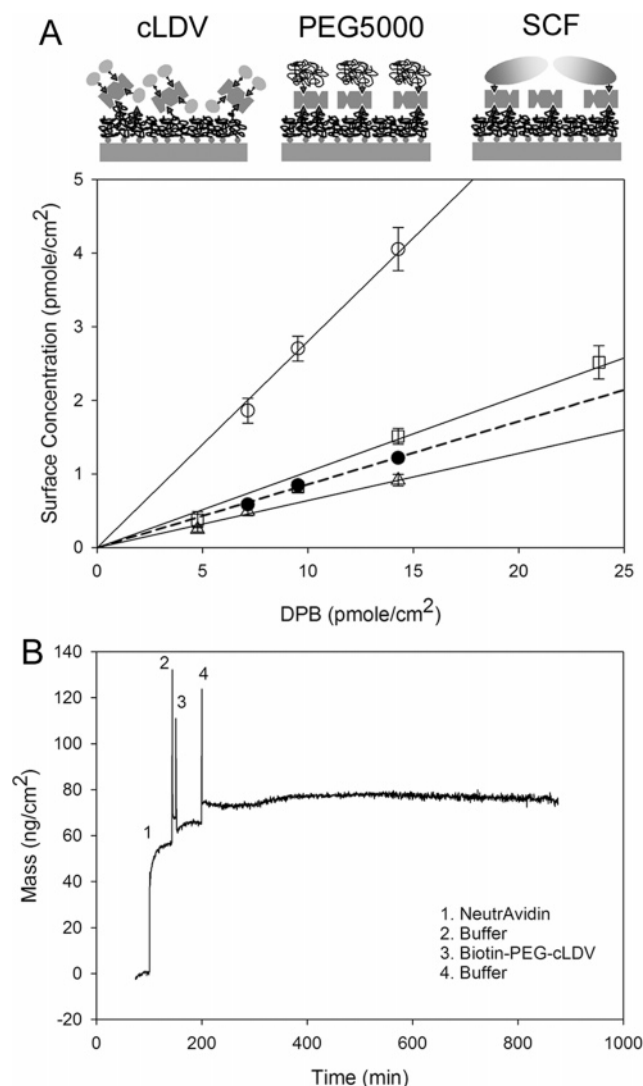 A
cLDV PEG5000 SCF
5
4
3
2
1
0
Surface Concentration (pmole/cm²)
0 5 10 15 20 25
DPB (pmole/cm²)
B
140
120
100
80
60
40
20
0
-20
Mass (ng/cm²)
2
4
3
1
1. NeutrAvidin
2. Buffer
3. Biotin-PEG-cLDV
4. Buffer
0 200 400 600 800 1000
Time (min)